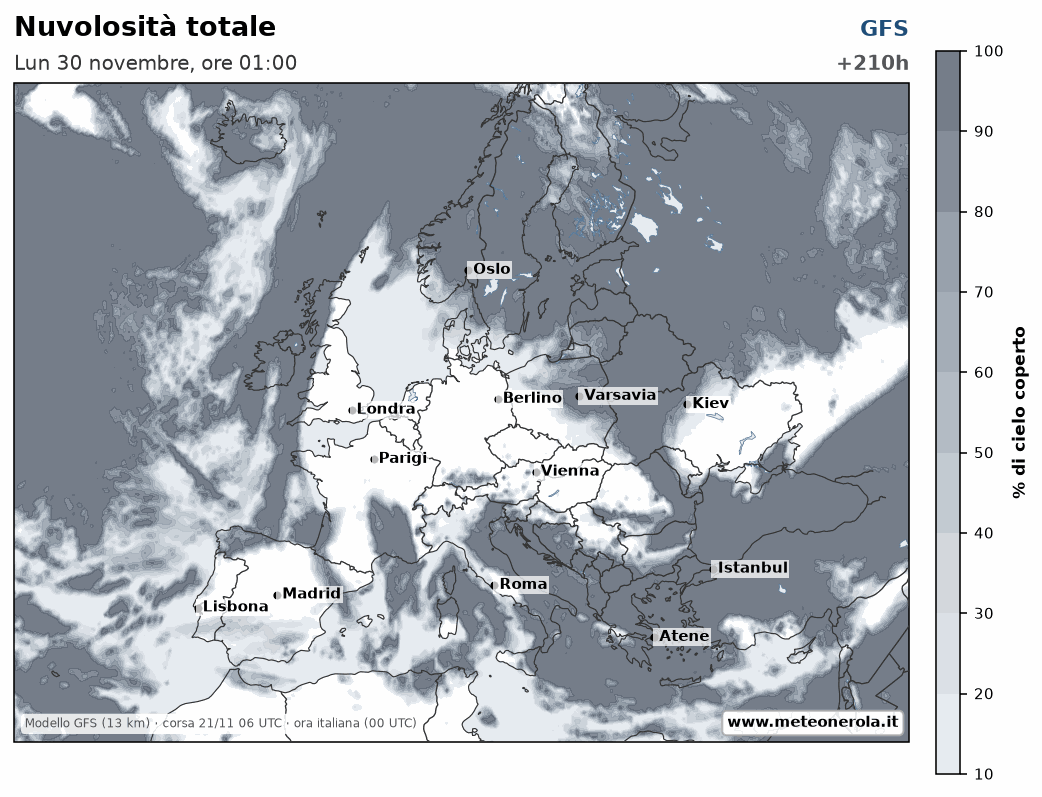 Nuvolosità totale
GFS
Lun 30 novembre, ore 01:00
+210h
100
90
80
70
60
50
40
30
20
10
% di cielo coperto
Oslo
Londra
Berlino
Varsavia
Kiev
Parigi
Vienna
Istanbul
Roma
Madrid
Lisbona
Atene
Modello GFS (13 km) · corsa 21/11 06 UTC · ora italiana (00 UTC)
www.meteonerola.it